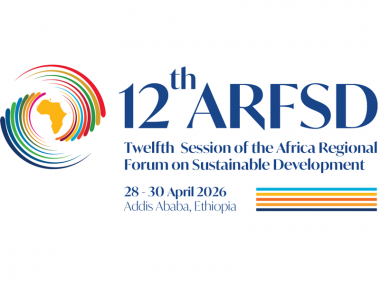 12th ARFSD
Twelfth Session of the Africa Regional
Forum on Sustainable Development
28 - 30 April 2026
Addis Ababa, Ethiopia